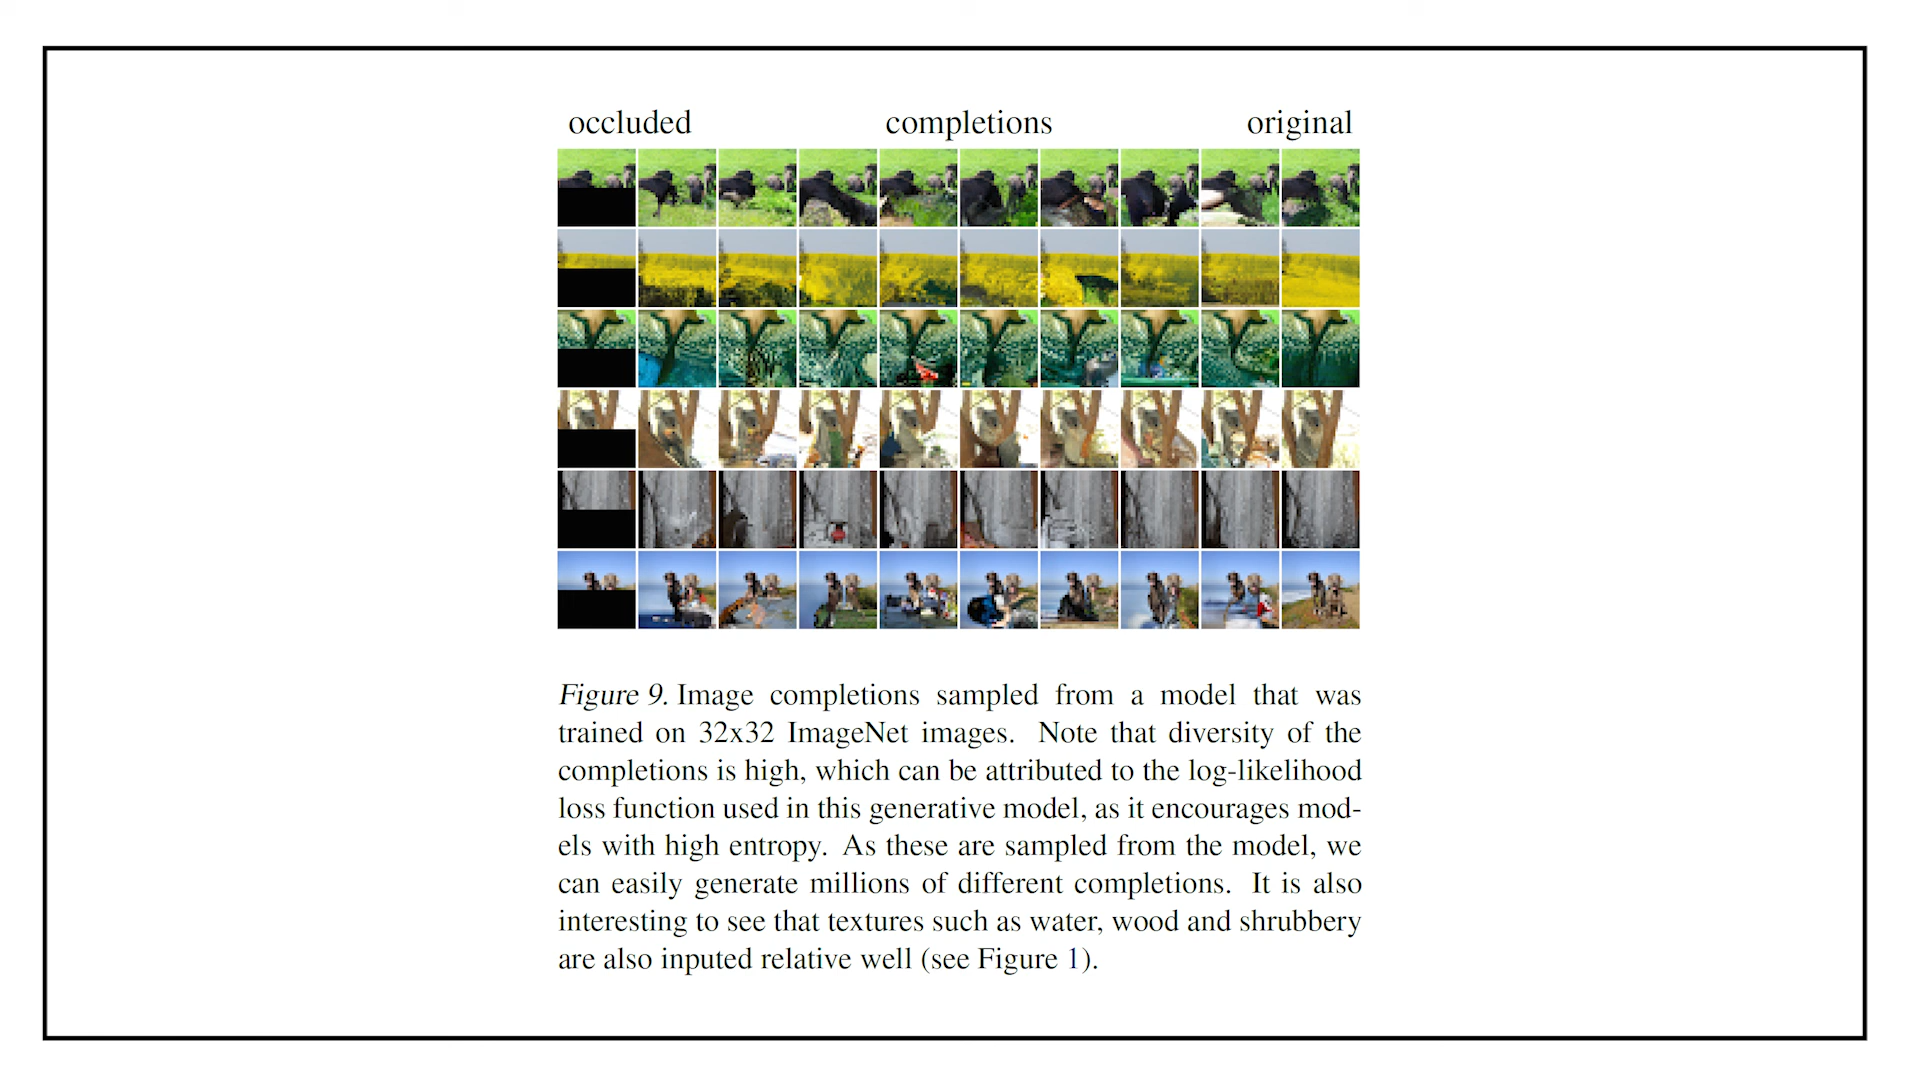 occluded completions original
Figure 9. Image completions sampled from a model that was
trained on 32x32 ImageNet images. Note that diversity of the
completions is high, which can be attributed to the log-likelihood
loss function used in this generative model, as it encourages mod-
els with high entropy. As these are sampled from the model, we
can easily generate millions of different completions. It is also
interesting to see that textures such as water, wood and shrubbery
are also inputed relative well (see Figure 1).